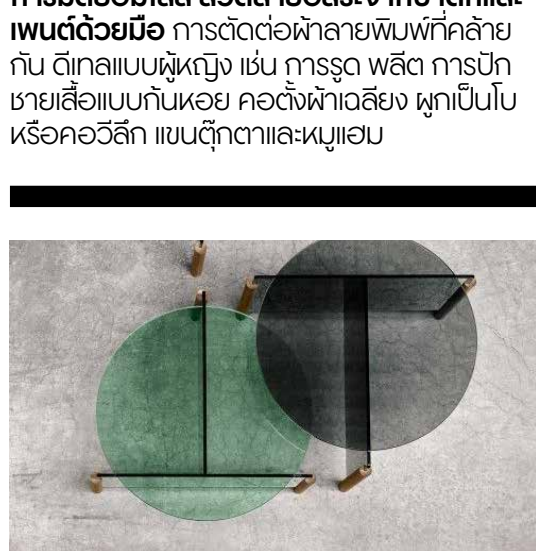 เพนต์ด้วยมือ การตัดต่อผ้าลายพิมพ์ที่คล้าย
กัน ดีเทลแบบผู้หญิง เช่น การรูด พลีต การปัก
ชายเสื้อแบบก้นหอย คอตั้งผ้าเฉลียง ผูกเป็นโบ
หรือคอวีลึก แขนตุ๊กตาและหมูแฮม